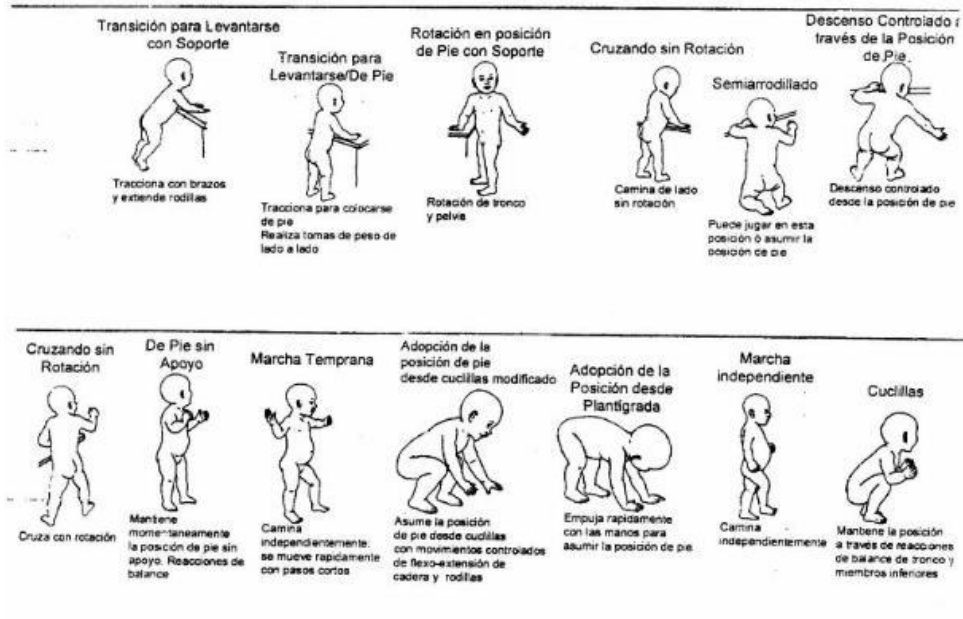 Transición para Levantarse
con Soporte
Tracciona con brazos
y extiende rodillas
Transición para
Levantarse/De Pie
Tracciona para colocarse
de pie
Realiza tomas de peso de
lado a lado
Rotación en posición
de Pie con Soporte
Rotación de tronco
y pelvis
Cruzando sin Rotación
Camina de lado
sin rotación
Semiarrodillado
Puede jugar en esta
posición ó asumir la
posición de pie
Descenso Controlado
través de la Posición
de Pie
Descenso controlado
desde la posición de pie
Cruzando sin
Rotación
Cruza con rotación
De Pie sin
Apoyo
Mantiene
momentaneamente
la posición de pie sin
apoyo. Reacciones de
balance
Marcha Temprana
Camina
independientemente:
se mueve rapidamente
con pasos cortos
Adopción de la
posición de pie
desde cuclillas modificado
Asume la posición
de pie desde cuclillas
con movimientos controlados
de flexo-extensión de
cadera y rodillas
Adopción de la
Posición desde
Plantígrada
Empuja rapidamente
con las manos para
asumir la posición de pie
Marcha
independiente
Camina
independientemente
Cuclillas
Mantiene la posición
a través de reacciones
de balance de tronco y
miembros inferiores